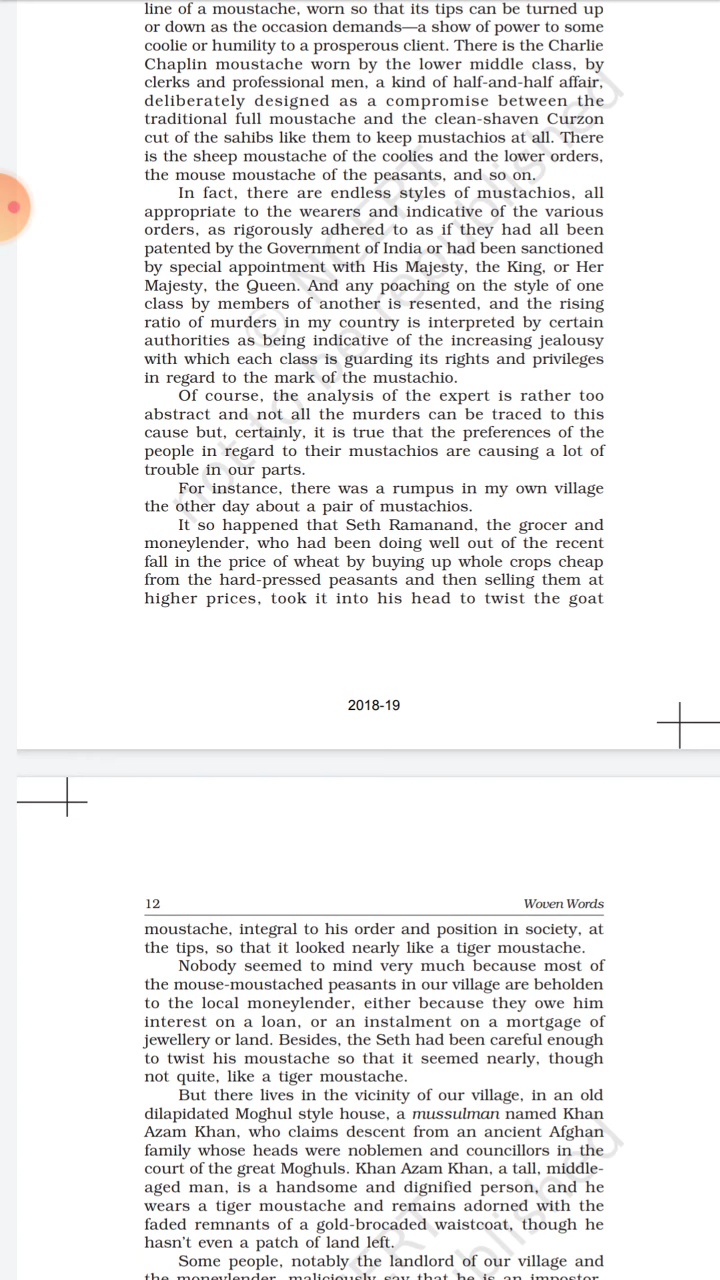 line of a moustache, worn so that its tips can be turned up
or down as the occasion demands—a show of power to some
coolie or humility to a prosperous client. There is the Charlie
Chaplin moustache worn by the lower middle class, by
clerks and professional men, a kind of half-and-half affair,
deliberately designed as a compromise between the
traditional full moustache and the clean-shaven Curzon
cut of the sahibs like them to keep mustachios at all. There
is the sheep moustache of the coolies and the lower orders,
the mouse moustache of the peasants, and so on.
In fact, there are endless styles of mustachios, all
appropriate to the wearers and indicative of the various
orders, as rigorously adhered to as if they had all been
patented by the Government of India or had been sanctioned
by special appointment with His Majesty, the King, or Her
Majesty, the Queen. And any poaching on the style of one
class by members of another is resented, and the rising
ratio of murders in my country is interpreted by certain
authorities as being indicative of the increasing jealousy
with which each class is guarding its rights and privileges
in regard to the mark of the mustachio.
Of course, the analysis of the expert is rather too
abstract and not all the murders can be traced to this
cause but, certainly, it is true that the preferences of the
people in regard to their mustachios are causing a lot of
trouble in our parts.
For instance, there was a rumpus in my own village
the other day about a pair of mustachios.
It so happened that Seth Ramanand, the grocer and
moneylender, who had been doing well out of the recent
fall in the price of wheat by buying up whole crops cheap
from the hard-pressed peasants and then selling them at
higher prices, took it into his head to twist the goat
© NCERT
not to be republished
2018-19
12 Woven Words
moustache, integral to his order and position in society, at
the tips, so that it looked nearly like a tiger moustache.
Nobody seemed to mind very much because most of
the mouse-moustached peasants in our village are beholden
to the local moneylender, either because they owe him
interest on a loan, or an instalment on a mortgage of
jewellery or land. Besides, the Seth had been careful enough
to twist his moustache so that it seemed nearly, though
not quite, like a tiger moustache.
But there lives in the vicinity of our village, in an old
dilapidated Moghul style house, a mussulman named Khan
Azam Khan, who claims descent from an ancient Afghan
family whose heads were noblemen and councillors in the
court of the great Moghuls. Khan Azam Khan, a tall, middle-
aged man, is a handsome and dignified person, and he
wears a tiger moustache and remains adorned with the
faded remnants of a gold-brocaded waistcoat, though he
hasn't even a patch of land left.
Some people, notably the landlord of our village and
the moneylender, maliciously say that he is an impostor,